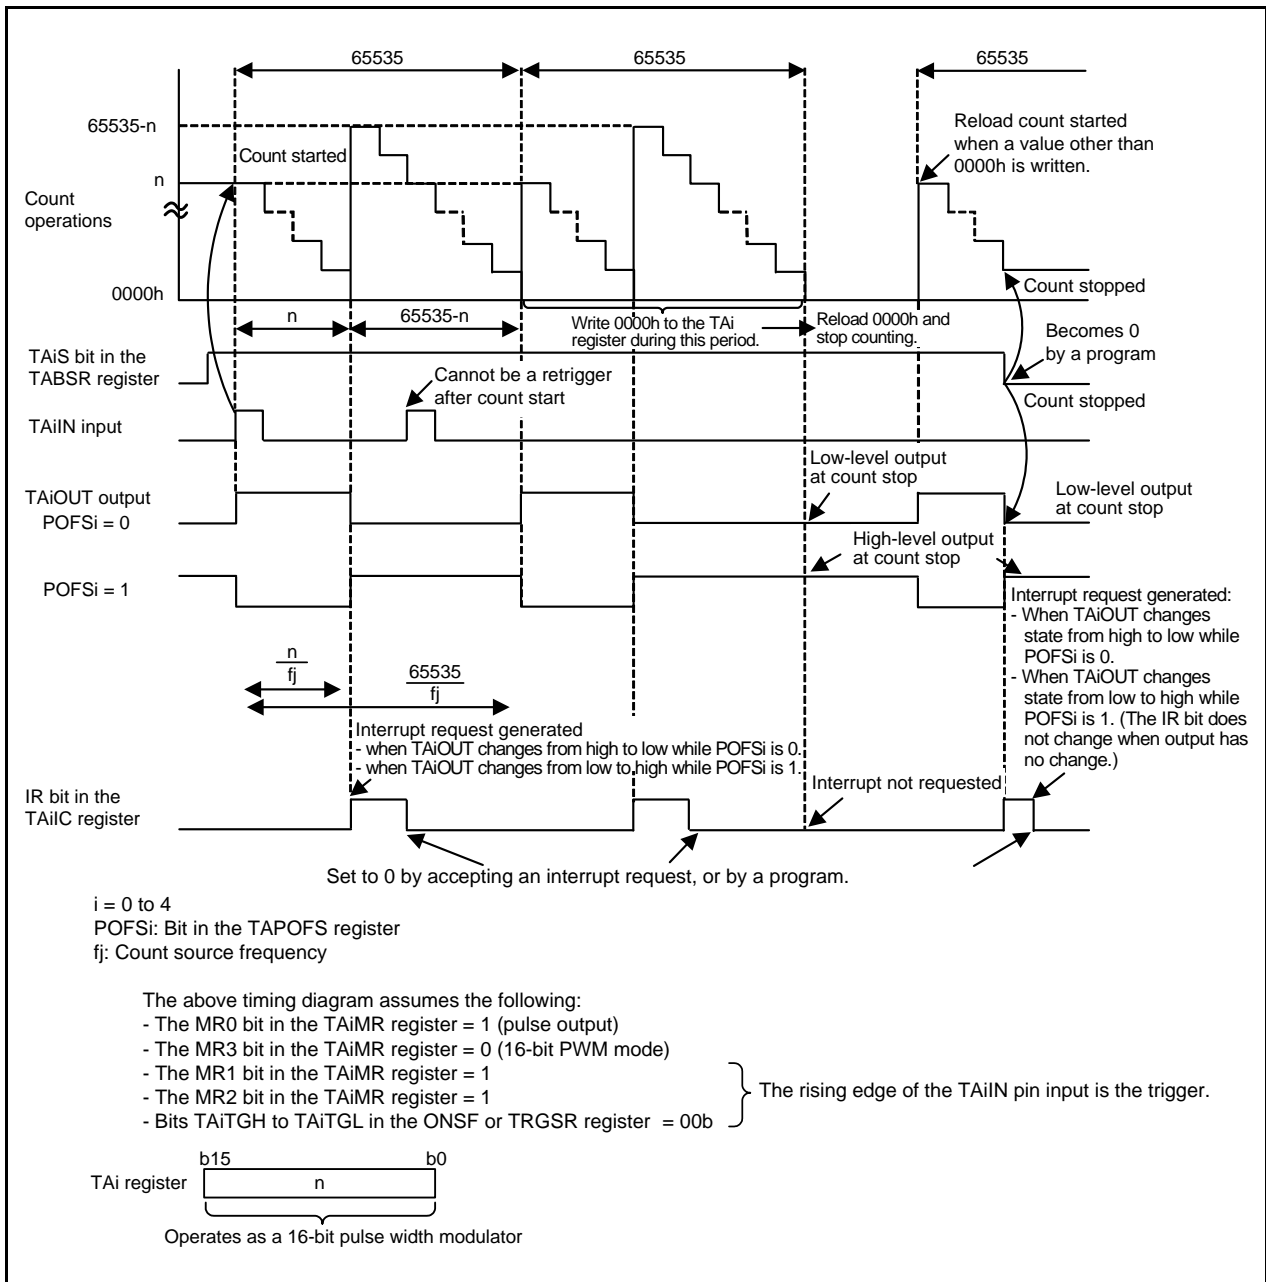 65535
65535
65535
65535-n
Count started
Reload count started
when a value other than
0000h is written.
n
Count
operations
0000h
Count stopped
n
65535-n
Write 0000h to the TAi
register during this period.
Reload 0000h and
stop counting.
Becomes 0
by a program
TAiS bit in the
TABSR register
Cannot be a retrigger
after count start
Count stopped
TAiIN input
Low-level output
at count stop
TAiOUT output
POFSi = 0
Low-level output
at count stop
High-level output
at count stop
POFSi = 1
Interrupt request generated:
- When TAiOUT changes
state from high to low while
POFSi is 0.
- When TAiOUT changes
state from low to high while
POFSi is 1. (The IR bit does
not change when output has
no change.)
n
fj
65535
fj
Interrupt request generated
- when TAiOUT changes from high to low while POFSi is 0.
- when TAiOUT changes from low to high while POFSi is 1.
Interrupt not requested
IR bit in the
TAiIC register
Set to 0 by accepting an interrupt request, or by a program.
i = 0 to 4
POFSi: Bit in the TAPOFS register
fj: Count source frequency
The above timing diagram assumes the following:
- The MR0 bit in the TAiMR register = 1 (pulse output)
- The MR3 bit in the TAiMR register = 0 (16-bit PWM mode)
- The MR1 bit in the TAiMR register = 1
- The MR2 bit in the TAiMR register = 1
- Bits TAiTGH to TAiTGL in the ONSF or TRGSR register = 00b
The rising edge of the TAiIN pin input is the trigger.
b15 b0
TAi register
n
Operates as a 16-bit pulse width modulator